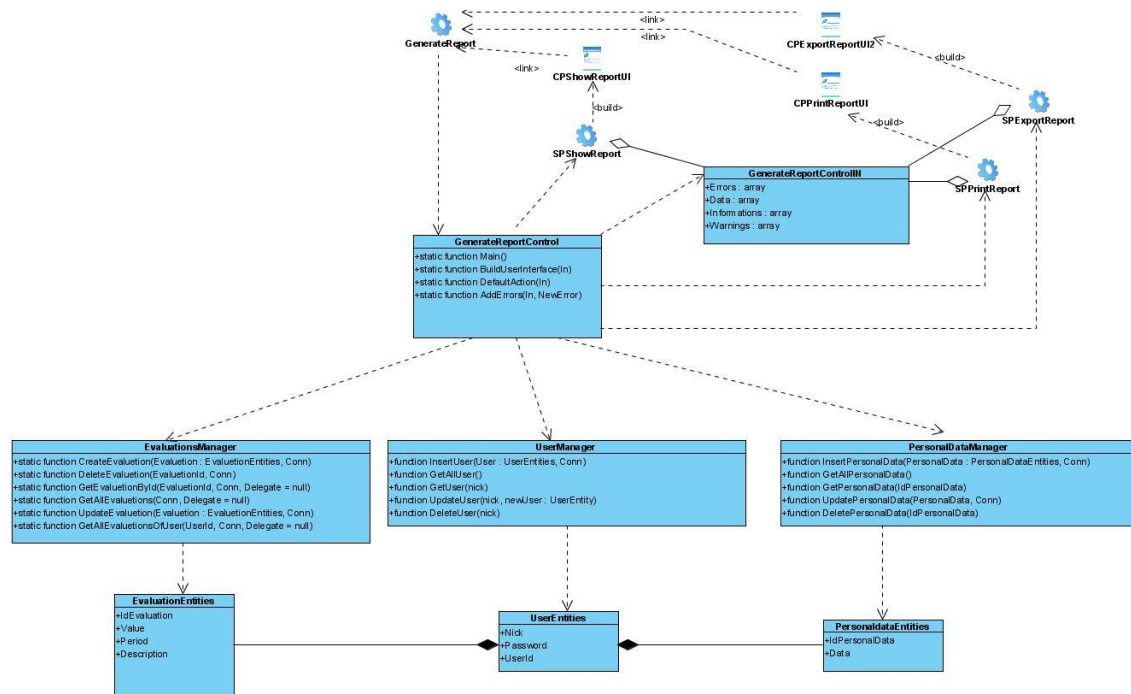 <link>
GenerateReport
<link>
CPExportReportUI2
<link>
CPShowReportUI
<build>
CPPrintReportUI
<build>
<build>
SPExportReport
SPShowReport
SPPrintReport
GenerateReportControlIN
+Errors : array
+Data : array
+Informations : array
+Warnings : array
GenerateReportControl
+static function Main()
+static function BuildUserInterface(In)
+static function DefaultAction(In)
+static function AddErrors(In, NewError)
EvaluationsManager
+static function CreateEvaluetion(Evaluetion : EvaluetionEntities, Conn)
+static function DeleteEvaluetion(EvaluetionId, Conn)
+static function GetEvaluetionById(EvaluetionId, Conn, Delegate = null)
+static function GetAllEvaluetions(Conn, Delegate = null)
+static function UpdateEvaluetion(Evaluetion : EvaluetionEntities, Conn)
+static function GetAllEvaluetionsOfUser(UserId, Conn, Delegate = null)
UserManager
+function InsertUser(User : UserEntities, Conn)
+function GetAllUser()
+function GetUser(nick)
+function UpdateUser(nick, newUser : UserEntity)
+function DeleteUser(nick)
PersonalDataManager
+function InsertPersonalData(PersonalData : PersonalDataEntities, Conn)
+function GetAllPersonalData()
+function GetPersonalData(IdPersonalData)
+function UpdatePersonalData(PersonalData, Conn)
+function DeletePersonalData(IdPersonalData)
EvaluationEntities
+IdEvaluation
+Value
+Period
+Description
UserEntities
+Nick
+Password
+UserId
PersonaldataEntities
+IdPersonalData
+Data